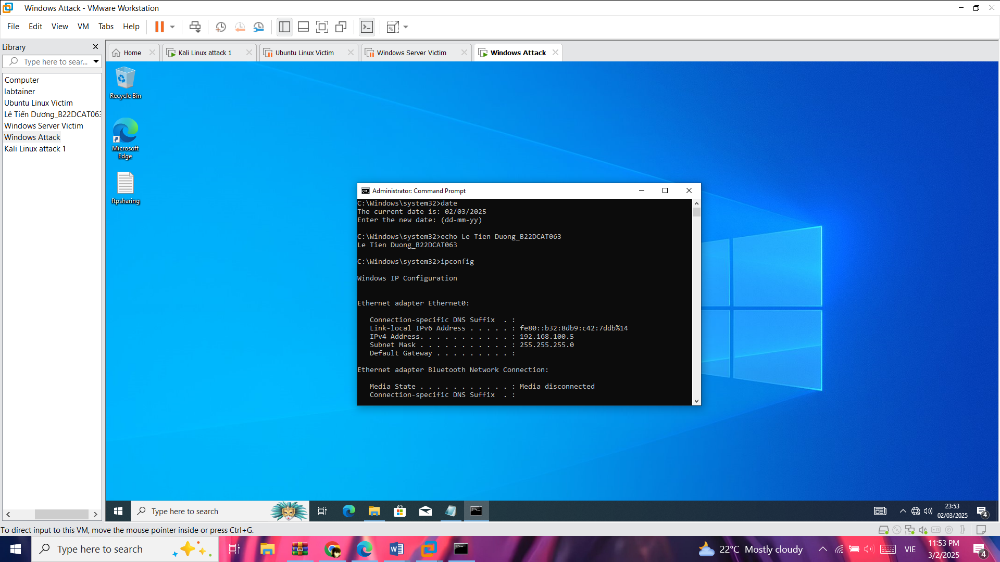 Windows Attack - VMware Workstation
File Edit View VM Tabs Help
Library
Type here to sear...
Computer
labtainer
Ubuntu Linux Victim
Lê Tiến Dương_B22DCAT063
Windows Server Victim
Windows Attack
Kali Linux attack 1
Home
Kali Linux attack 1
Ubuntu Linux Victim
Windows Server Victim
Windows Attack
Recycle Bin
Microsoft
Edge
ftpsharing
Administrator: Command Prompt
C:\Windows\system32>date
The current date is: 02/03/2025
Enter the new date: (dd-mm-yy)
C:\Windows\system32>echo Le Tien Duong_B22DCAT063
Le Tien Duong_B22DCAT063
C:\Windows\system32>ipconfig
Windows IP Configuration
Ethernet adapter Ethernet0:
Connection-specific DNS Suffix  . :
Link-local IPv6 Address . . . . . : fe80::b32:8db9:c42:7ddb%14
IPv4 Address. . . . . . . . . . . : 192.168.100.5
Subnet Mask . . . . . . . . . . . : 255.255.255.0
Default Gateway . . . . . . . . . :
Ethernet adapter Bluetooth Network Connection:
Media State . . . . . . . . . . . : Media disconnected
Connection-specific DNS Suffix  . :
Type here to search
23:53
02/03/2025
4
To direct input to this VM, move the mouse pointer inside or press Ctrl+G.
Type here to search
22°C Mostly cloudy
VIE
11:53 PM
3/2/2025
4